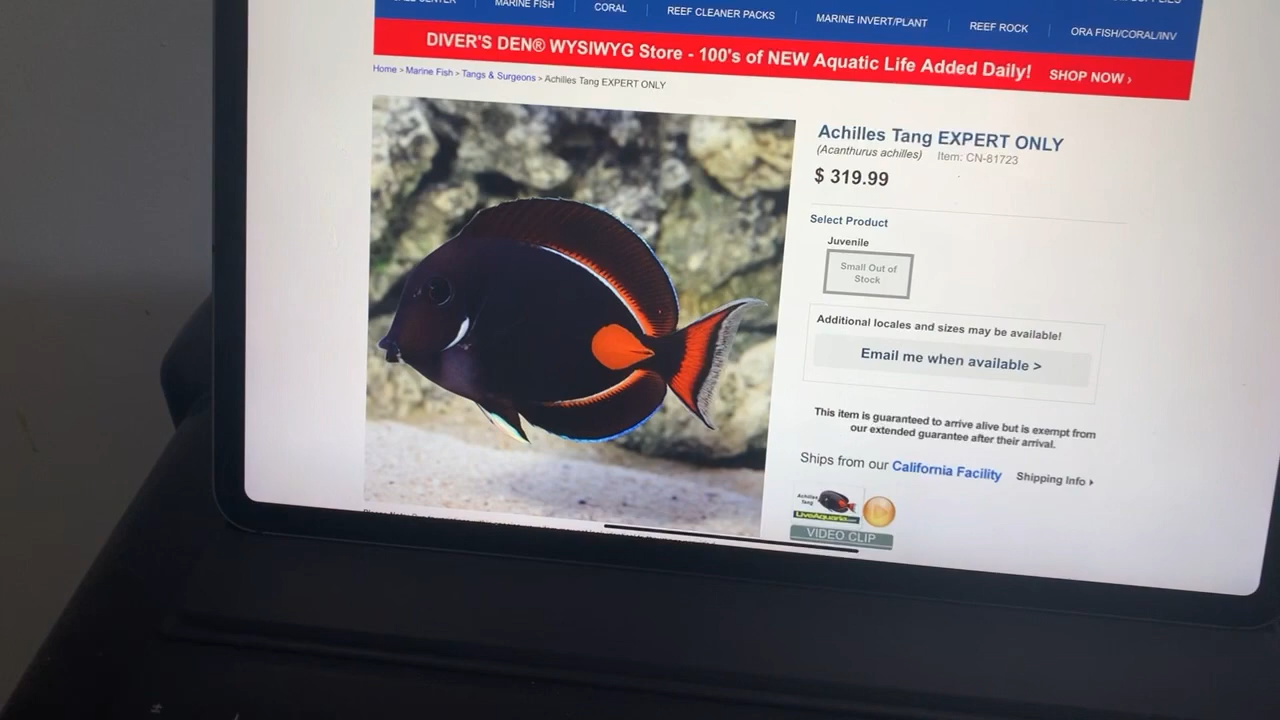 MARINE FISH
CORAL
REEF CLEANER PACKS
MARINE INVERT/PLANT
REEF ROCK
ORA FISH/CORAL/INV
DIVER'S DEN® WYSIWYG Store - 100's of NEW Aquatic Life Added Daily! SHOP NOW ›
Home > Marine Fish > Tangs & Surgeons > Achilles Tang EXPERT ONLY
Achilles Tang EXPERT ONLY
(Acanthurus achilles) Item: CN-81723
$ 319.99
Select Product
Juvenile
Small Out of
Stock
Additional locales and sizes may be available!
Email me when available >
This item is guaranteed to arrive alive but is exempt from
our extended guarantee after their arrival.
Ships from our California Facility Shipping Info
Achilles
Tang
LiveAquaria.com
VIDEO CLIP